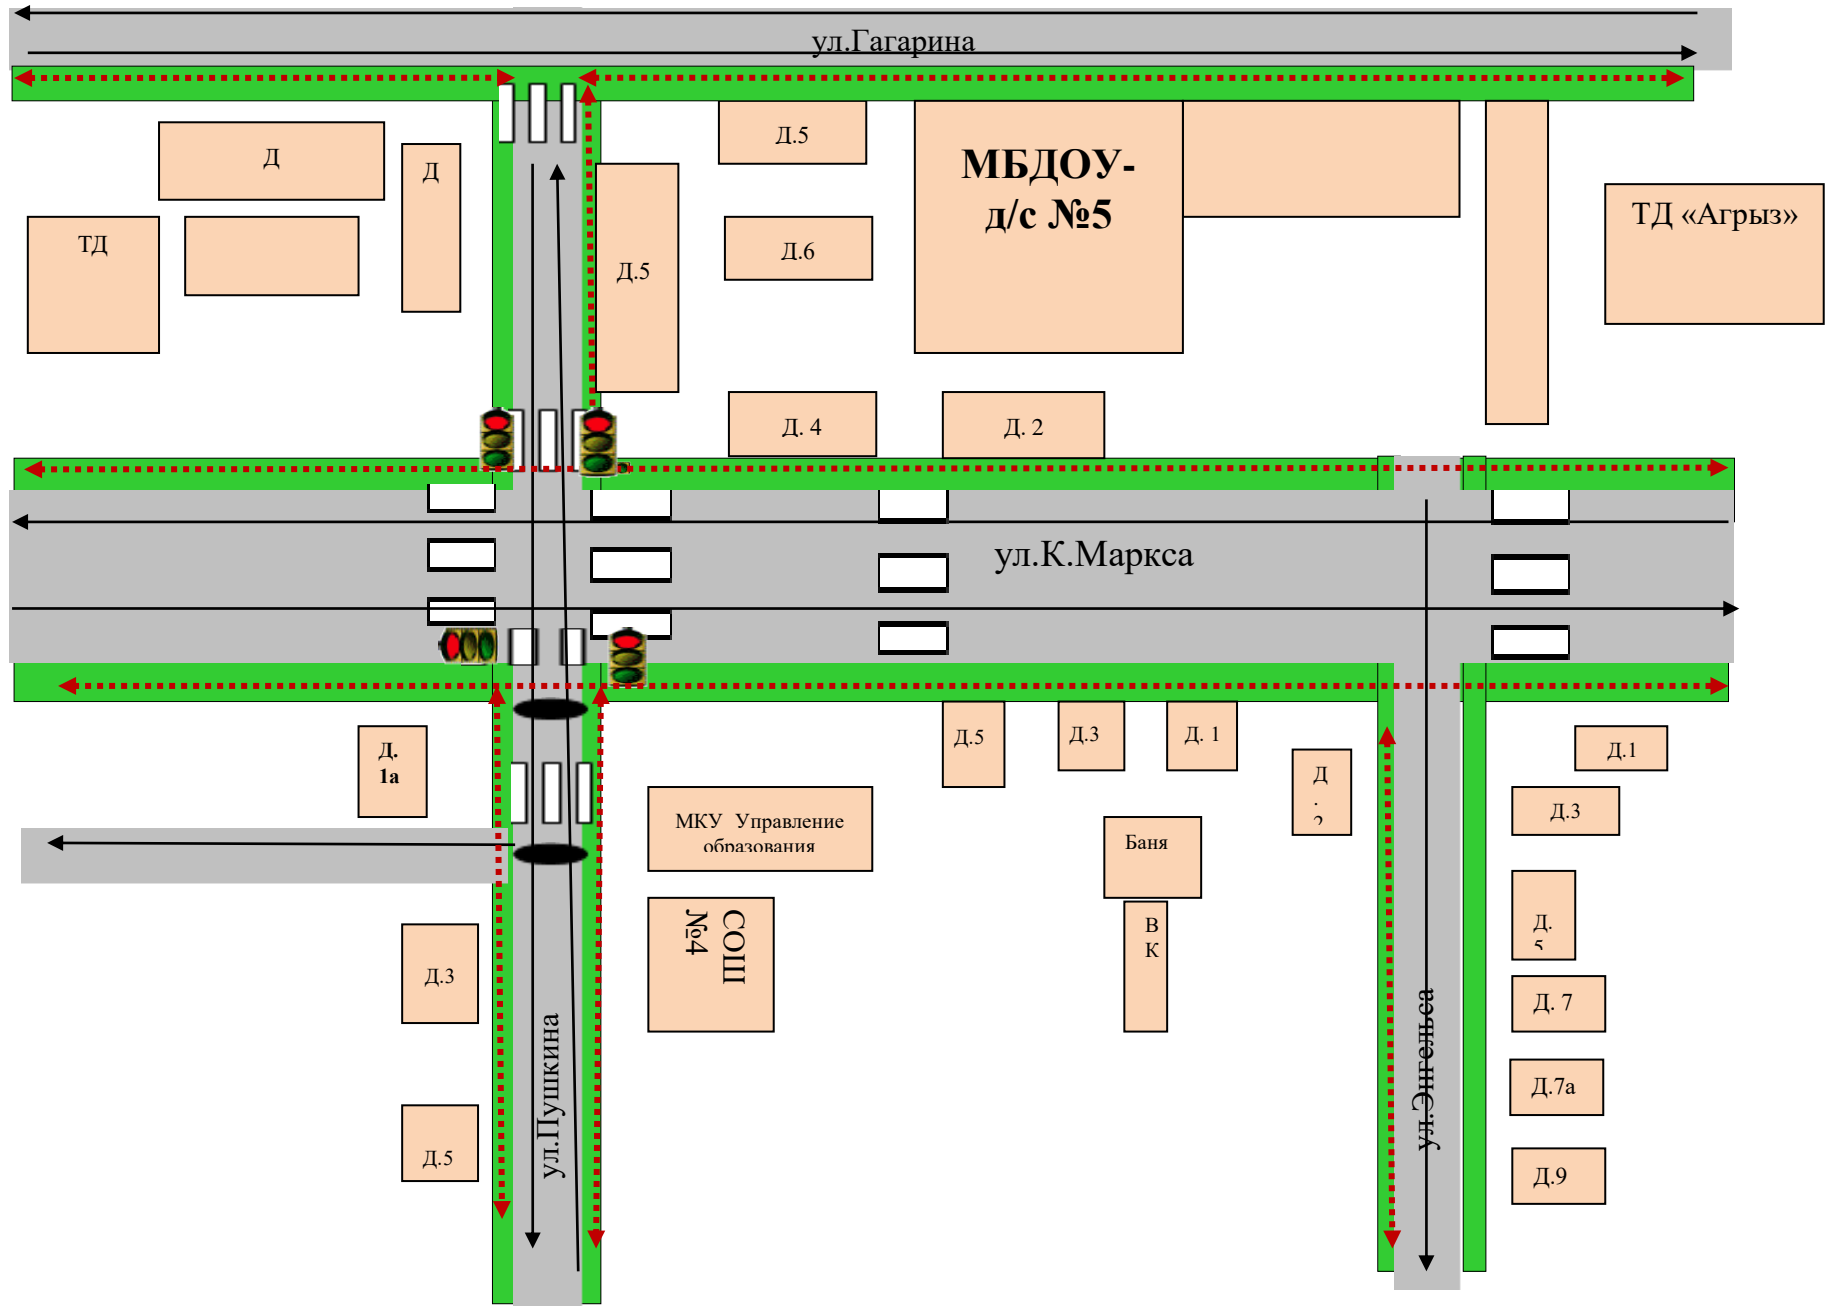 ул.Гагарина
Д.5
МБДОУ-
д/с №5
Д
Д
ТД «Агрыз»
ТД
Д.6
Д.5
Д. 4
Д. 2
ул.К.Маркса
Д.
1а
Д.5
Д.3
Д. 1
Д.1
Д
.
Д.3
МКУ Управление
образования
Баня
СОШ
№4
В
К
Д.
5
Д.3
Д. 7
ул.Пушкина
ул.Энгельса
Д.7а
Д.5
Д.9